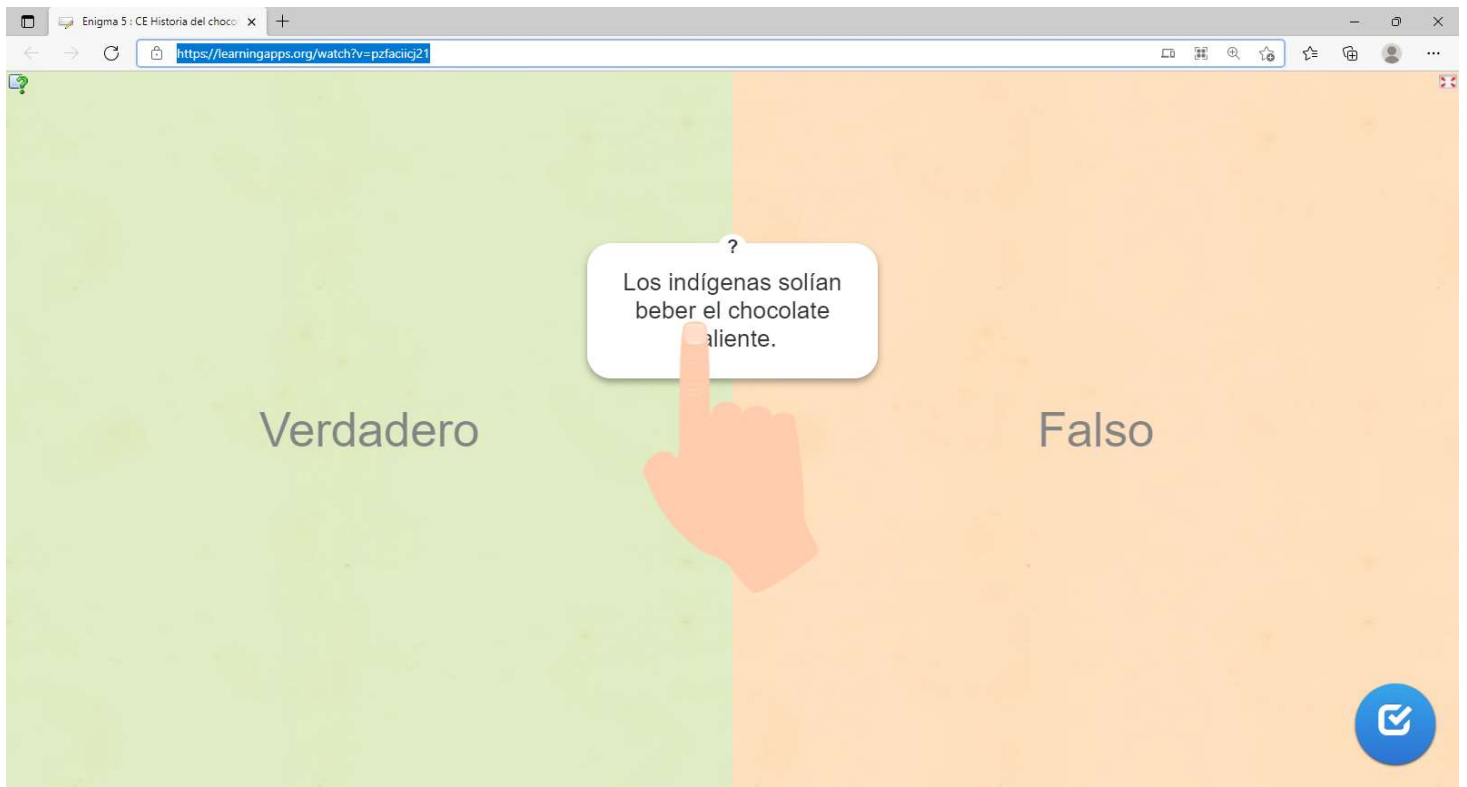 Enigma 5 : CE Historia del choco
https://learningapps.org/watch?v=pzfaciicj21
?
Los indígenas solían
beber el chocolate
aliente.
Verdadero
Falso